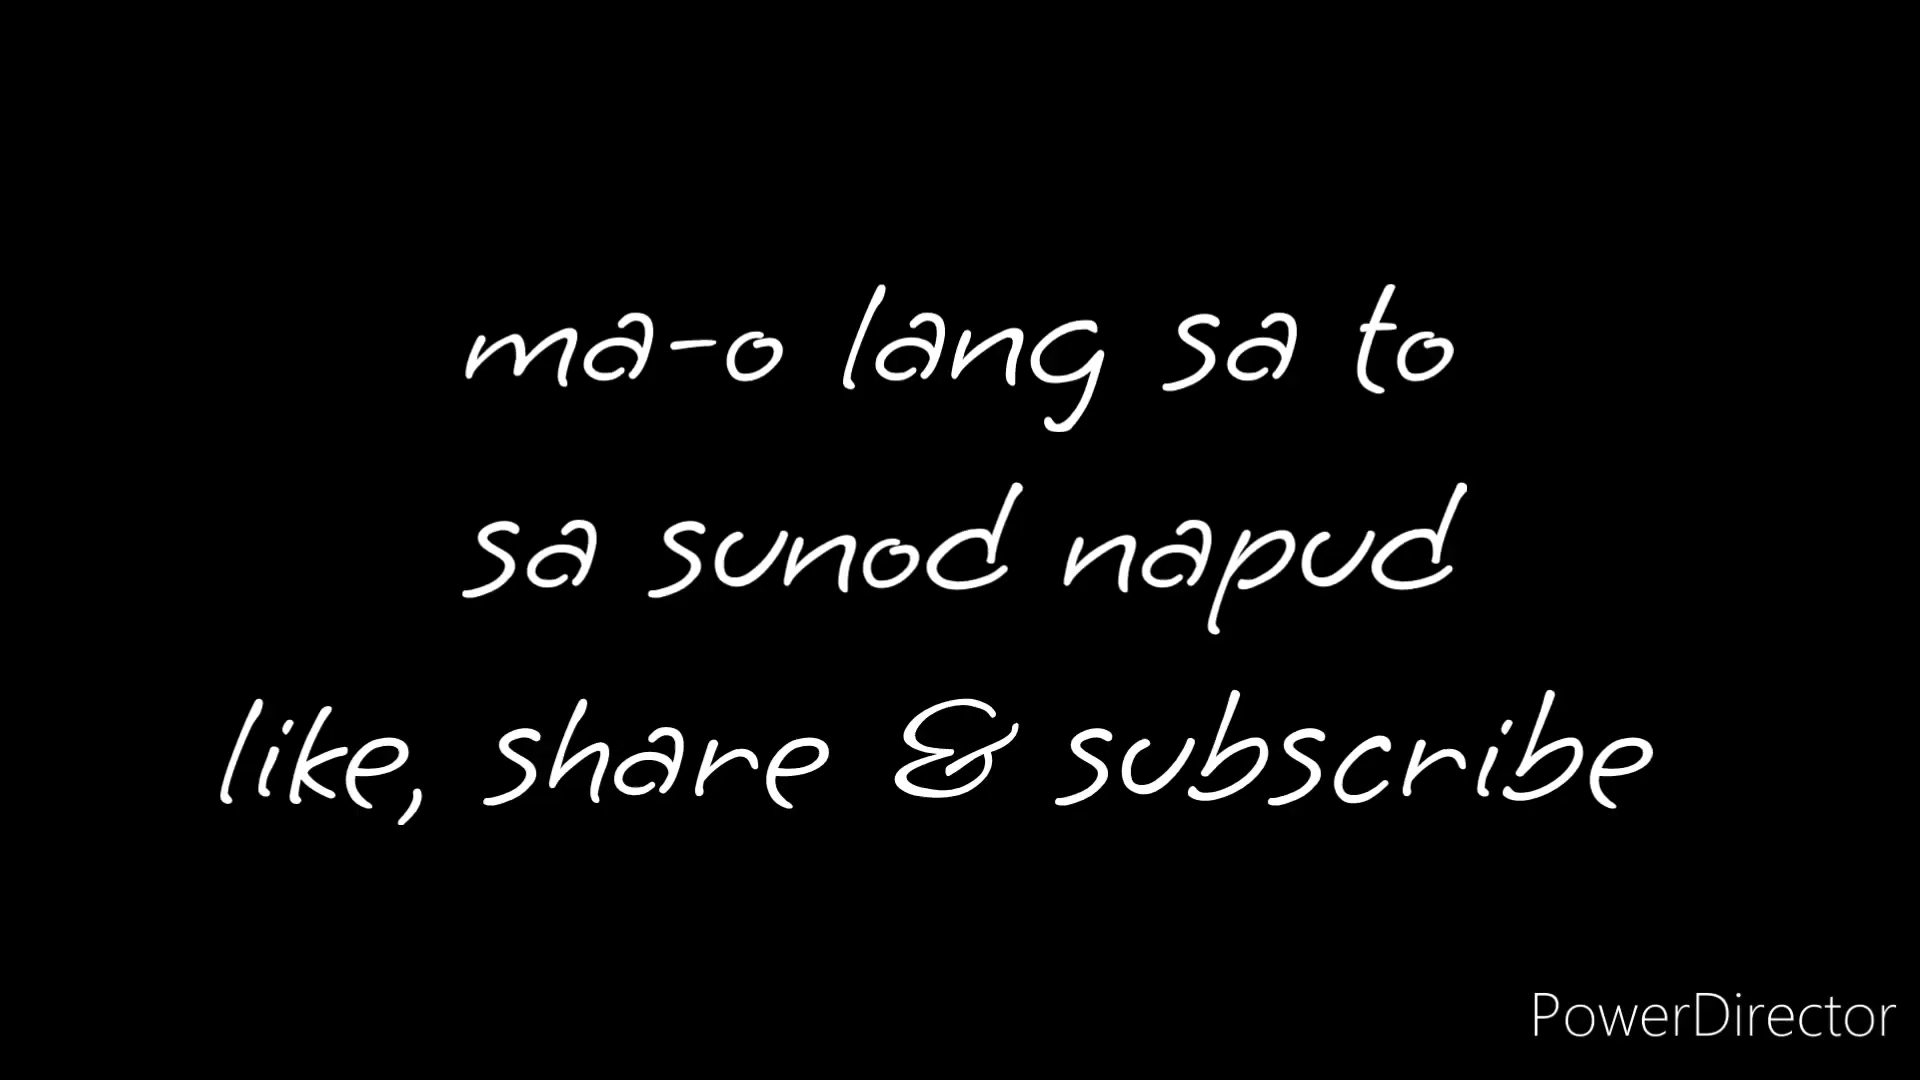 ma-o lang sa to
sa sunod napud
like, share & subscribe
PowerDirector